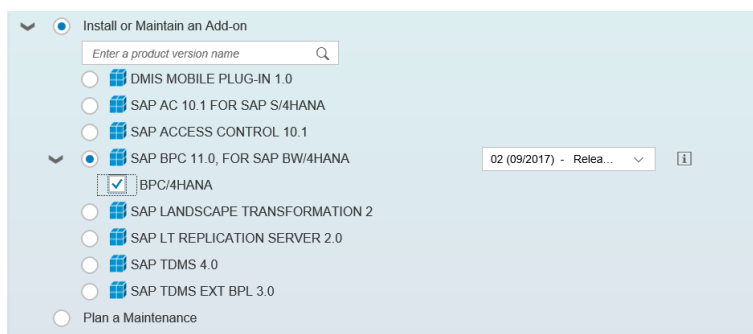 Install or Maintain an Add-on
Enter a product version name
DMIS MOBILE PLUG-IN 1.0
SAP AC 10.1 FOR SAP S/4HANA
SAP ACCESS CONTROL 10.1
SAP BPC 11.0, FOR SAP BW/4HANA 02 (09/2017) - Relea...
BPC/4HANA
SAP LANDSCAPE TRANSFORMATION 2
SAP LT REPLICATION SERVER 2.0
SAP TDMS 4.0
SAP TDMS EXT BPL 3.0
Plan a Maintenance